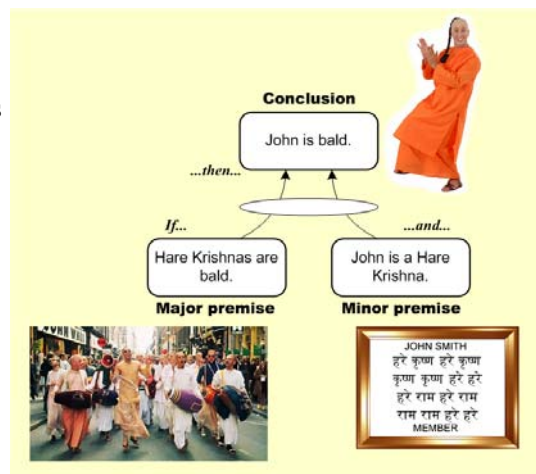 s
Conclusion
John is bald.
...then...
If...
...and...
Hare Krishnas are
bald.
John is a Hare
Krishna.
Major premise
Minor premise
JOHN SMITH
हरे कृष्ण हरे कृष्ण
कृष्ण कृष्ण हरे हरे
हरे राम हरे राम
राम राम हरे हरे
MEMBER